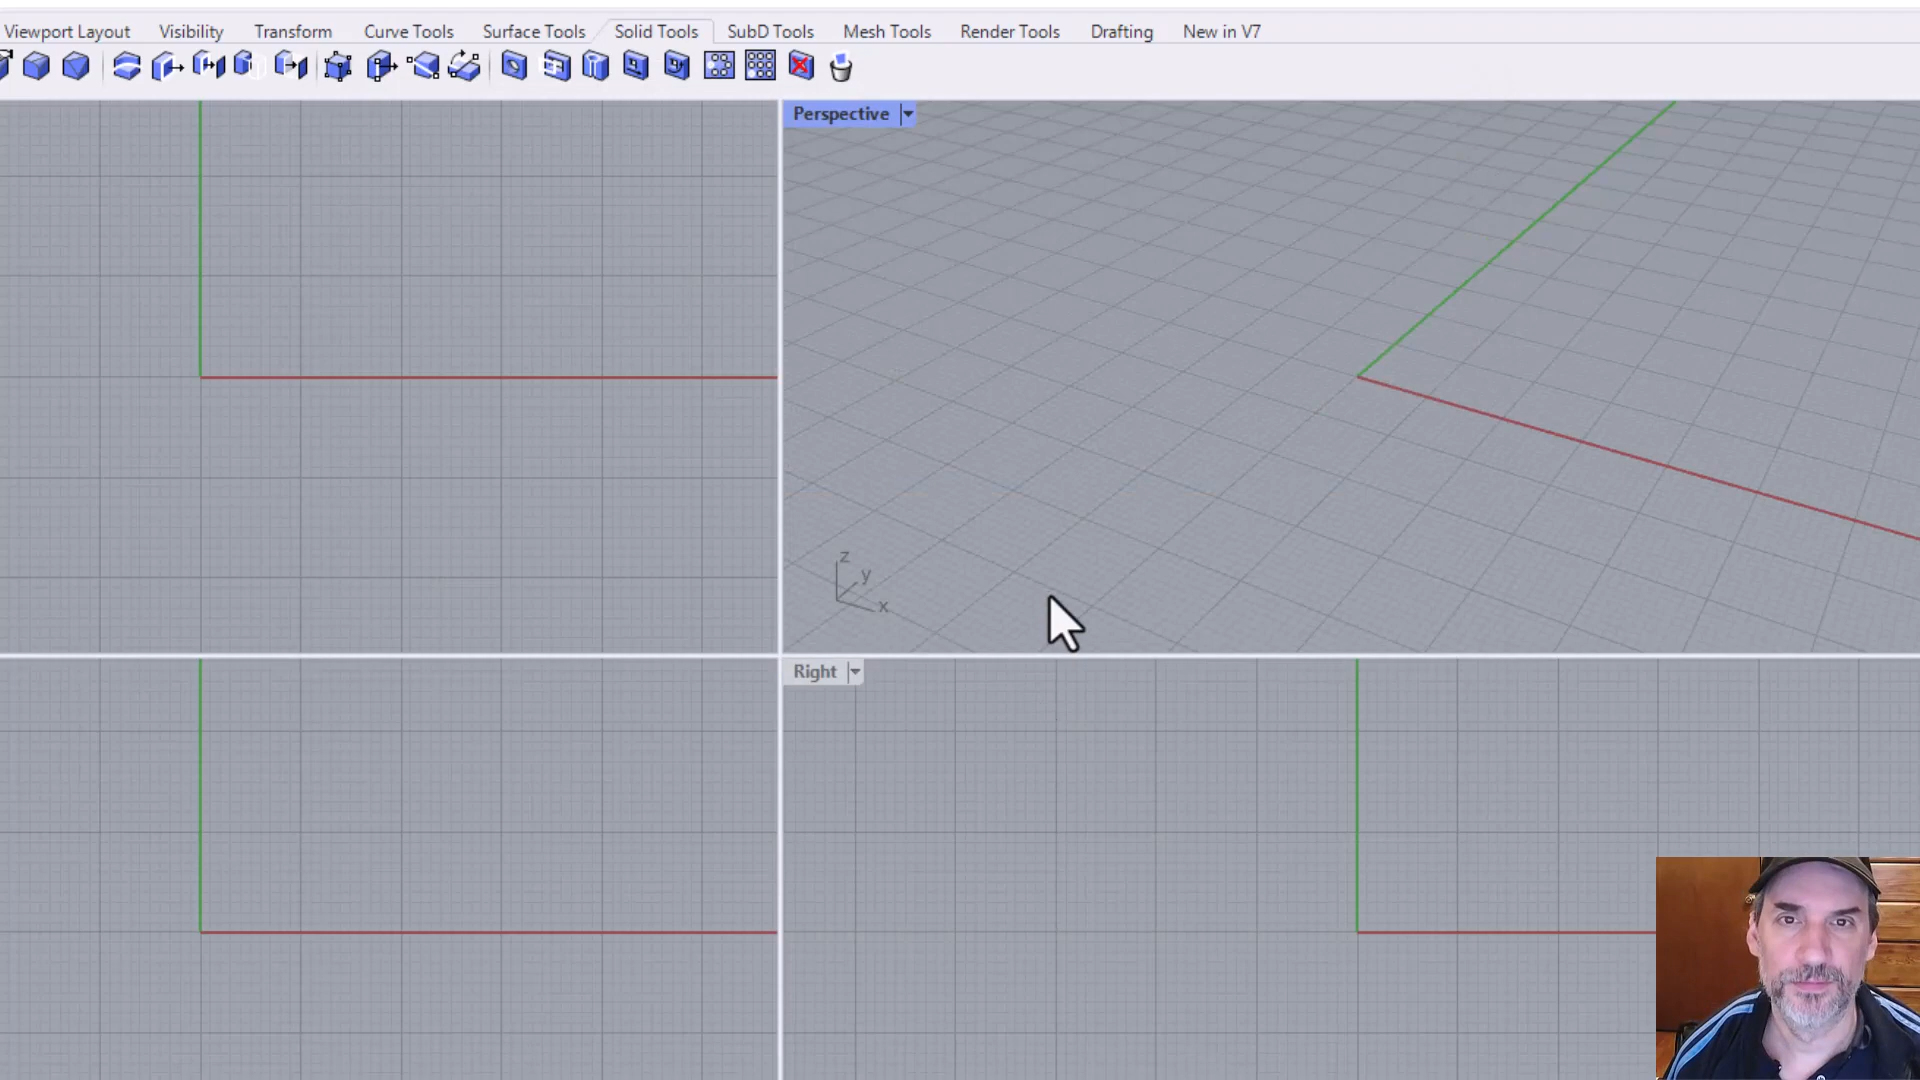 Viewport Layout Visibility Transform Curve Tools Surface Tools Solid Tools SubD Tools Mesh Tools Render Tools Drafting New in V7
Perspective
z
y
x
Right